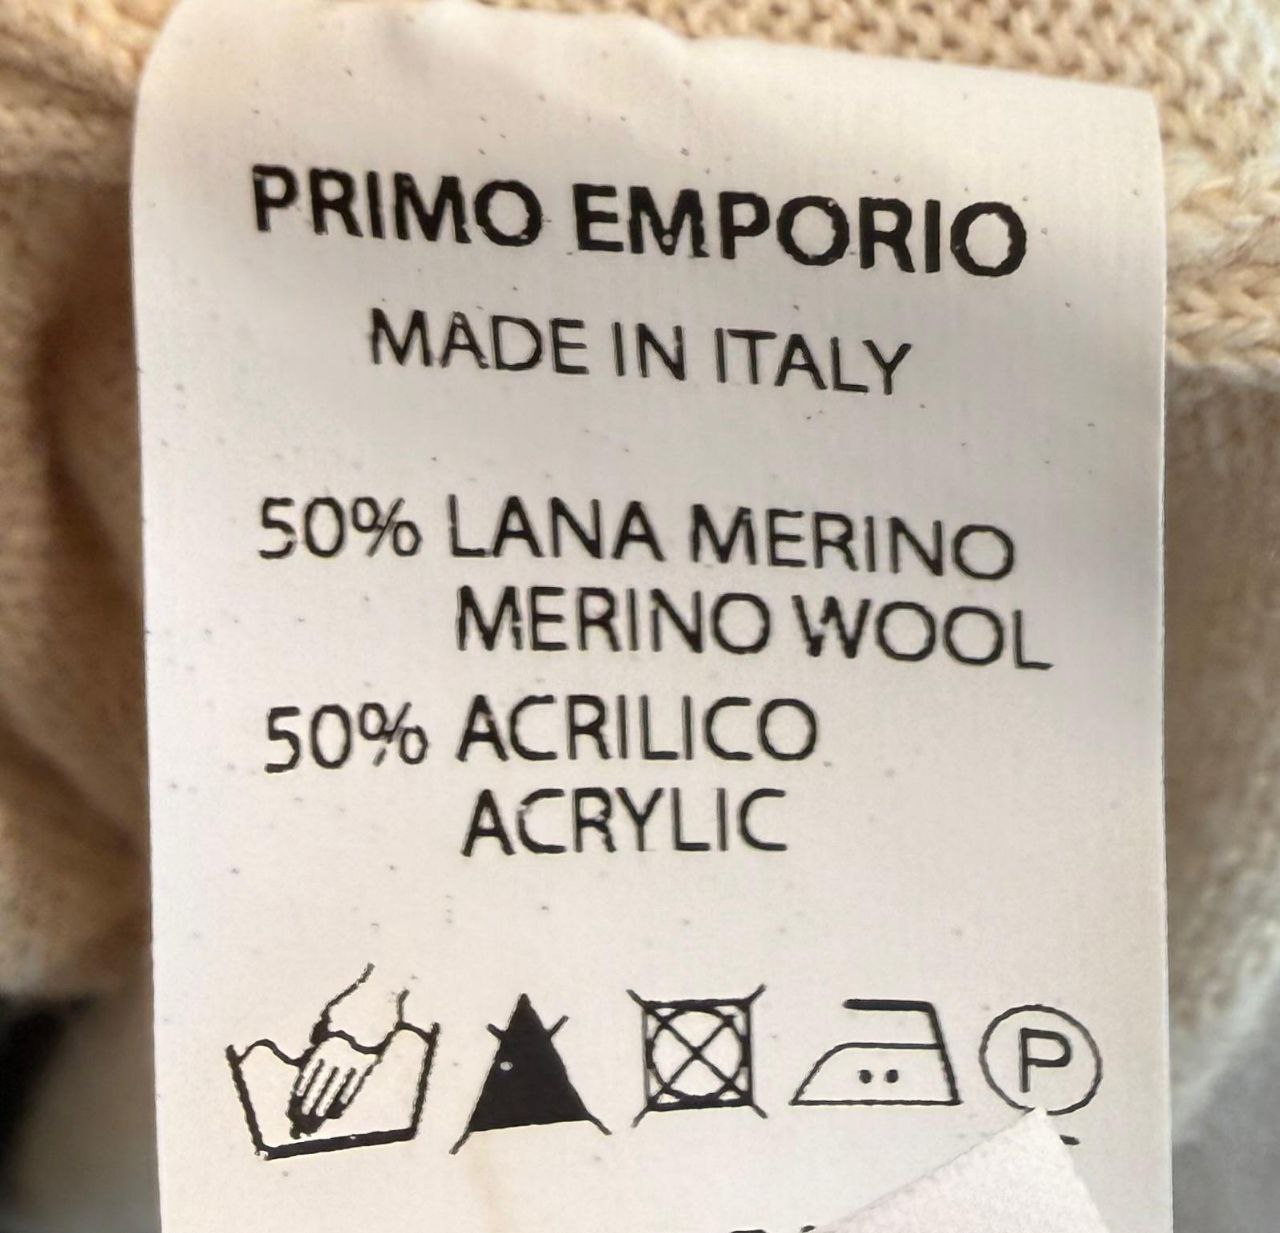 PRIMO EMPORIO
MADE IN ITALY
50% LANA MERINO
MERINO WOOL
50% ACRILICO
ACRYLIC
P